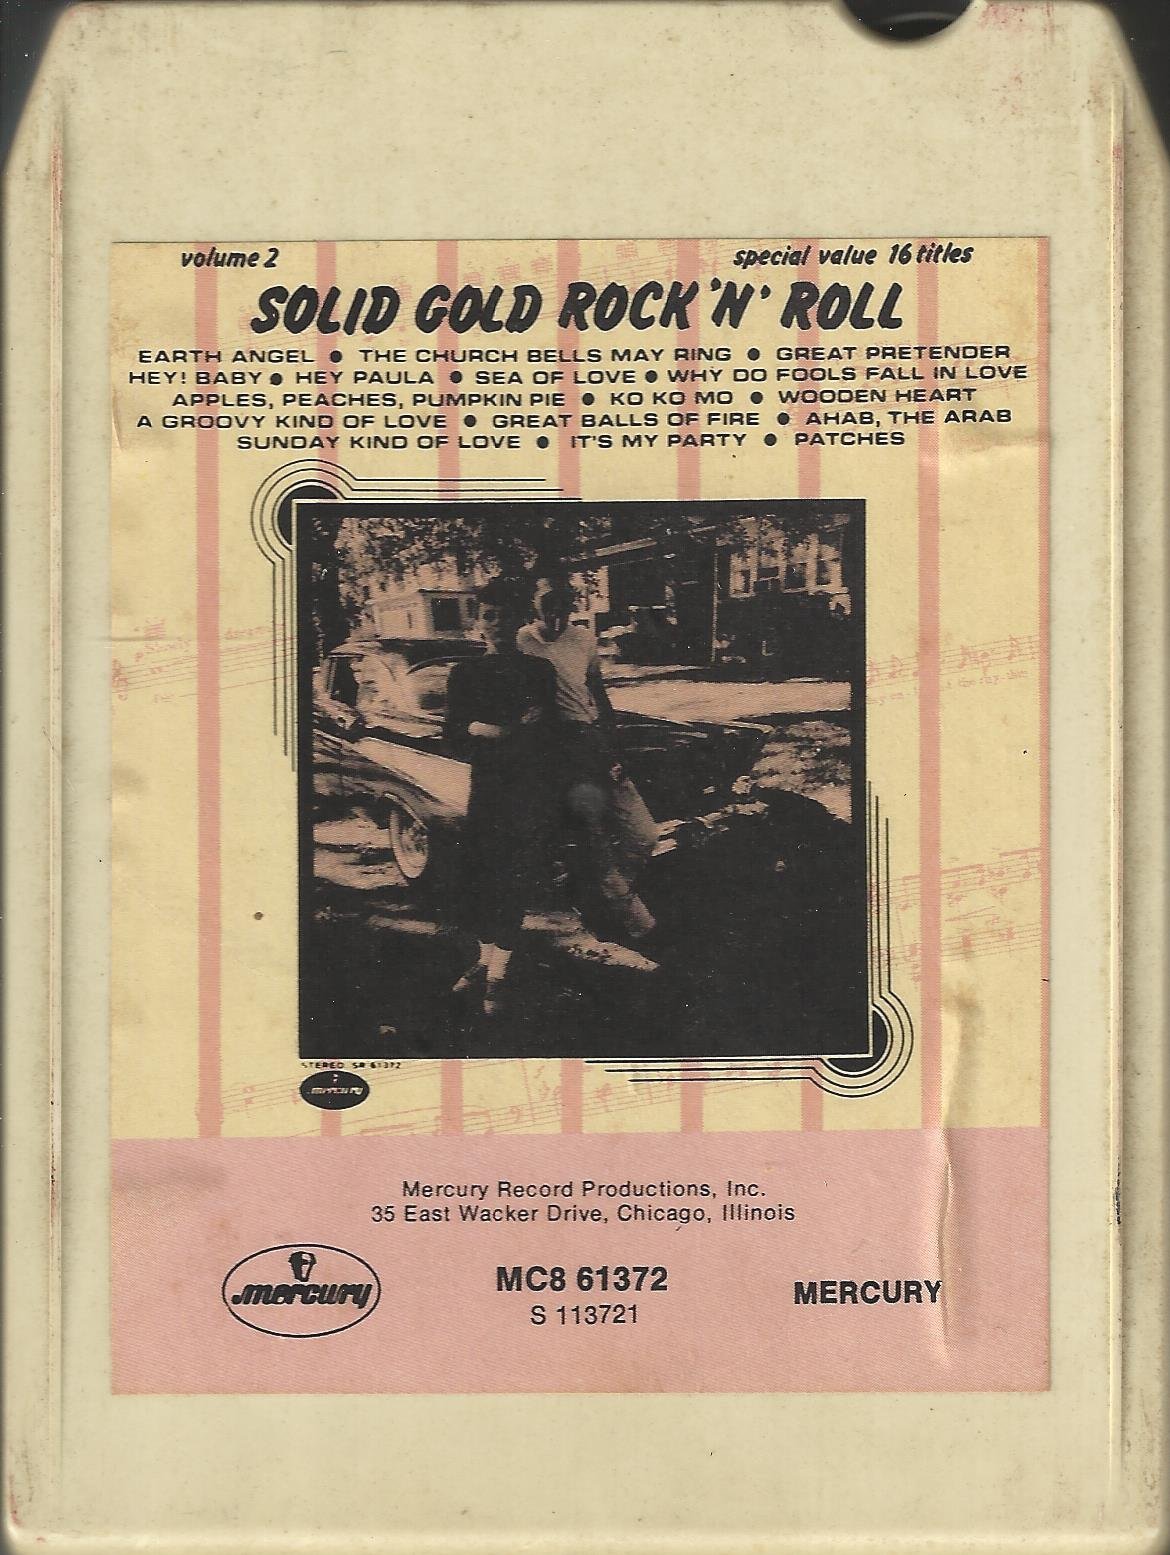 volume 2
special value 16 titles
SOLID GOLD ROCK 'N' ROLL
EARTH ANGEL ● THE CHURCH BELLS MAY RING ● GREAT PRETENDER
HEY! BABY ● HEY PAULA ● SEA OF LOVE ● WHY DO FOOLS FALL IN LOVE
APPLES, PEACHES, PUMPKIN PIE ● KO KO MO ● WOODEN HEART
A GROOVY KIND OF LOVE ● GREAT BALLS OF FIRE ● AHAB, THE ARAB
SUNDAY KIND OF LOVE ● IT'S MY PARTY ● PATCHES
STEREO SR 61372
mercury
Mercury Record Productions, Inc.
35 East Wacker Drive, Chicago, Illinois
mercury
MC8 61372
S 113721
MERCURY